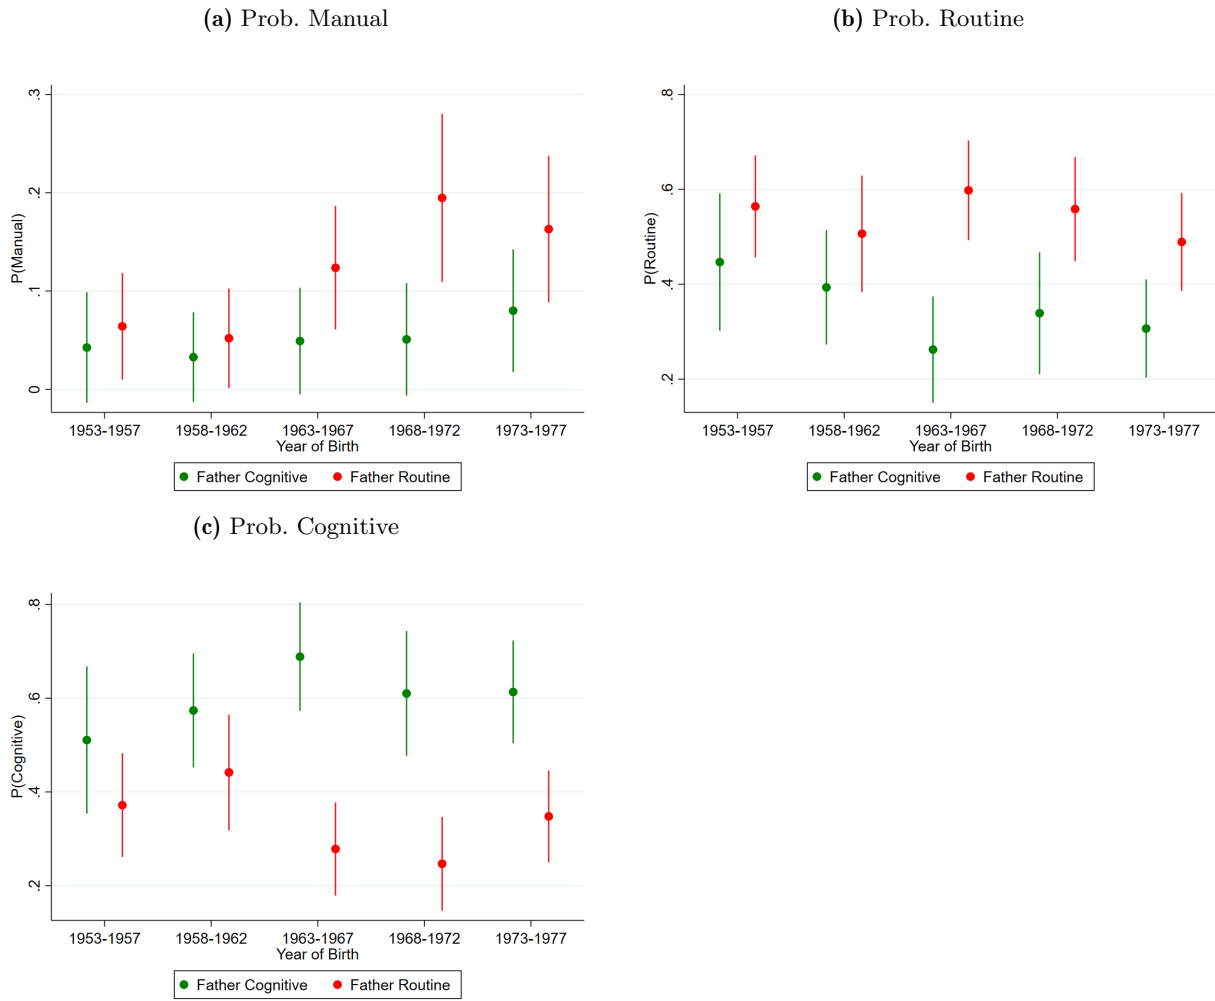 (a) Prob. Manual
P(Manual)
.3
.2
.1
0
1953-1957 1958-1962 1963-1967 1968-1972 1973-1977
Year of Birth
Father Cognitive Father Routine
(b) Prob. Routine
P(Routine)
.8
.6
.4
.2
1953-1957 1958-1962 1963-1967 1968-1972 1973-1977
Year of Birth
Father Cognitive Father Routine
(c) Prob. Cognitive
P(Cognitive)
.8
.6
.4
.2
1953-1957 1958-1962 1963-1967 1968-1972 1973-1977
Year of Birth
Father Cognitive Father Routine